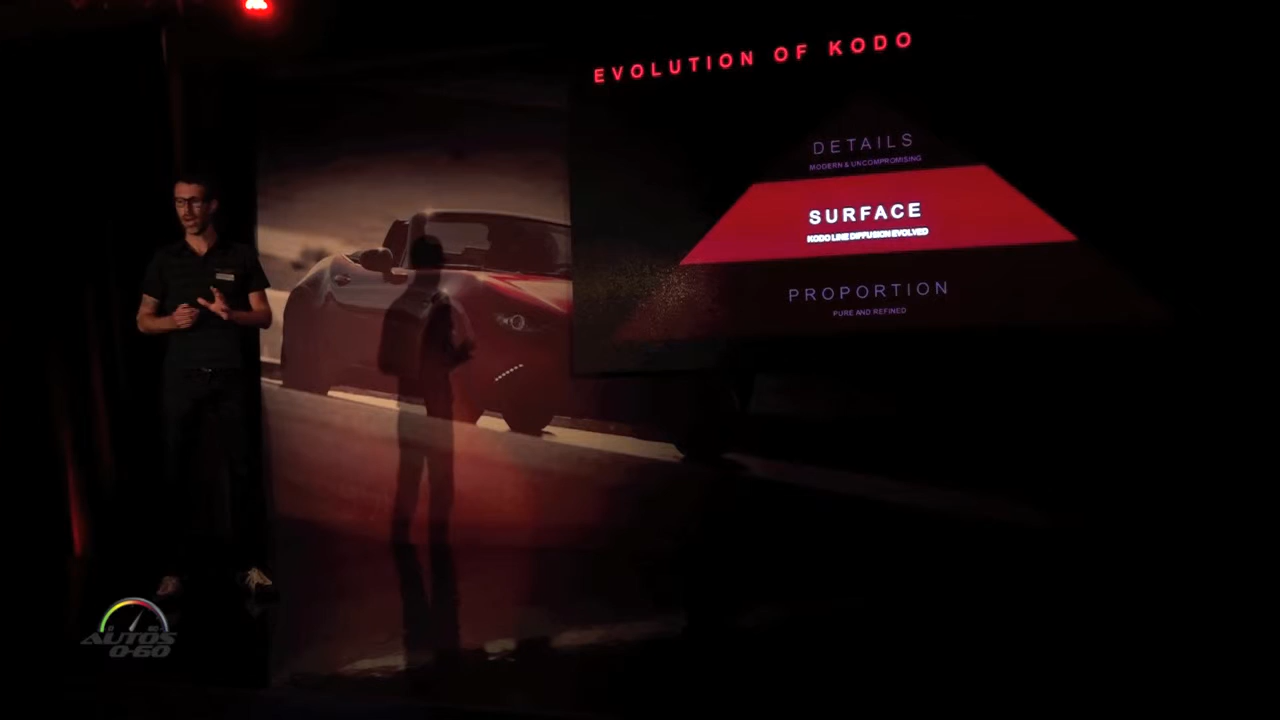 EVOLUTION OF KODO
DETAILS
MODERN & UNCOMPROMISING
SURFACE
KODO LINE DIFFUSION EVOLVED
PROPORTION
PURE AND REFINED
AUTOS
0-60